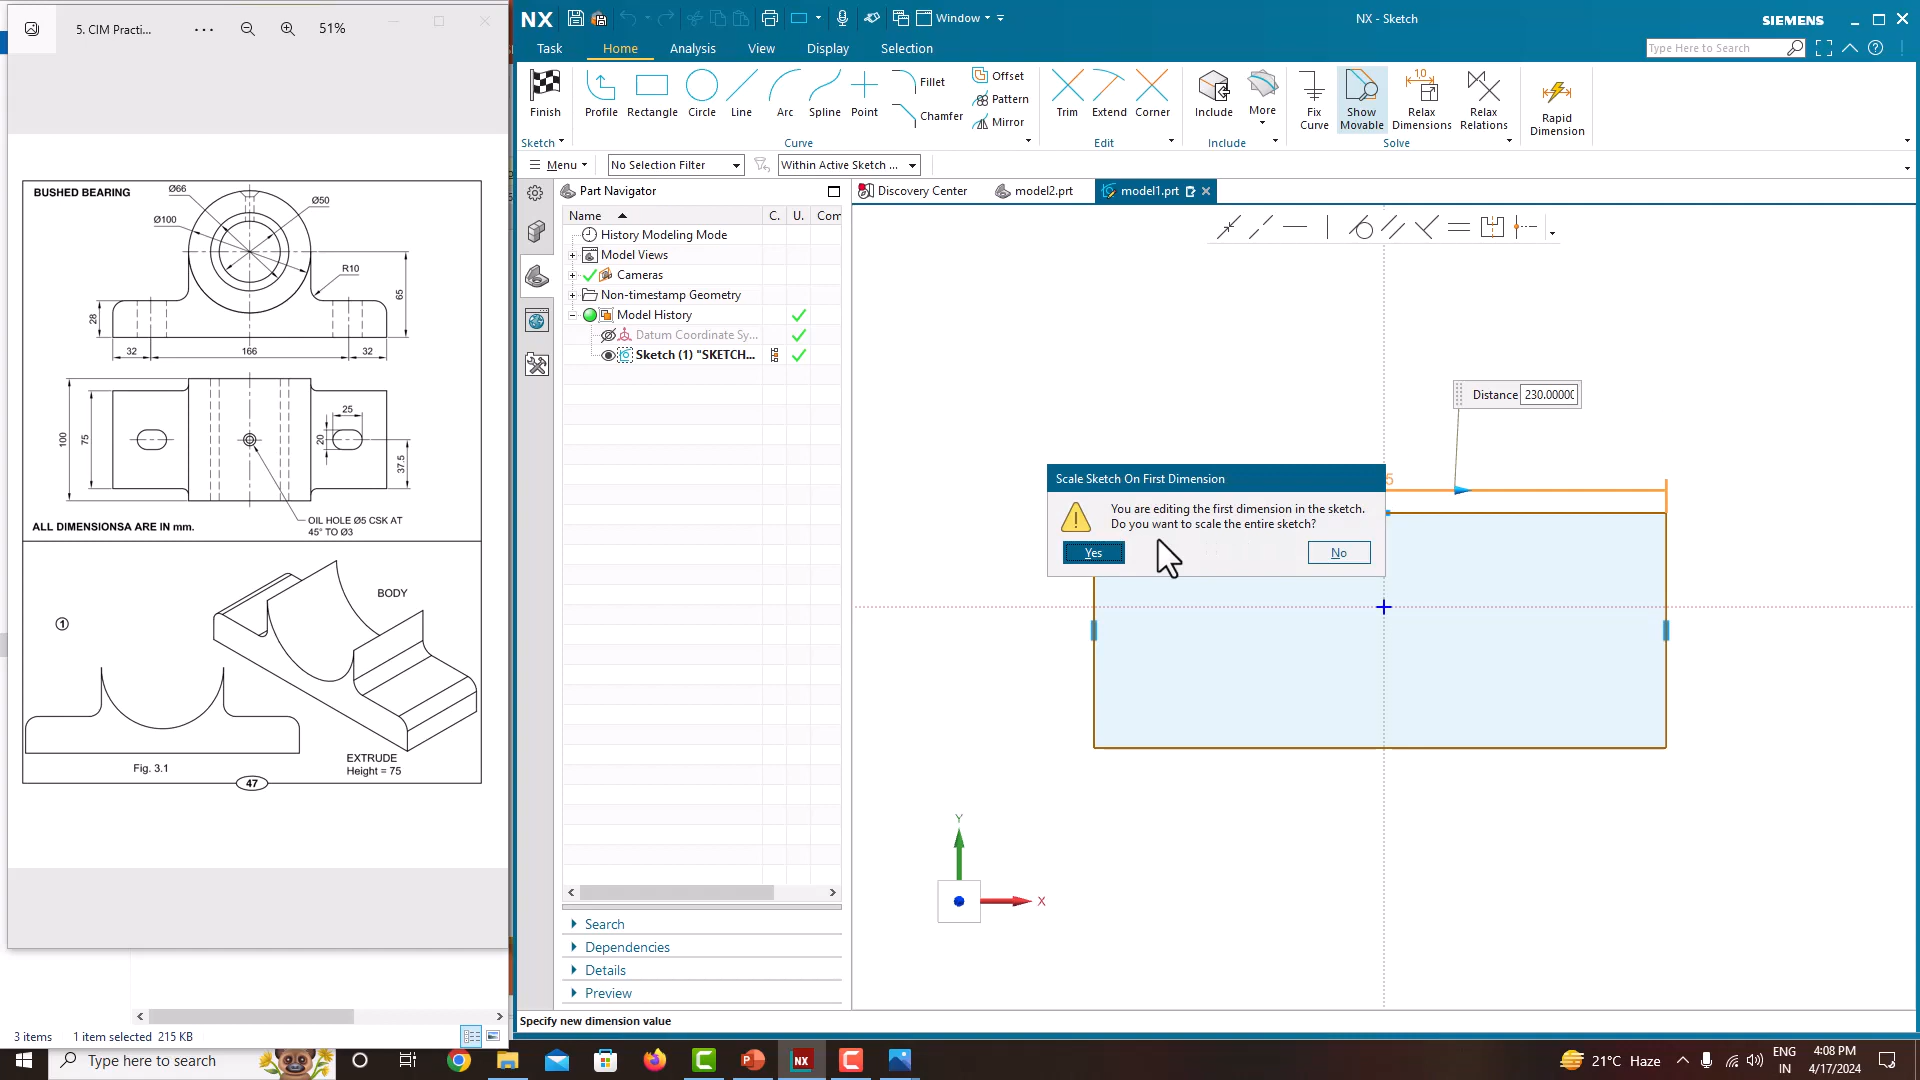 5. CIM Practi...
...
51%
BUSHED BEARING
Ø66
Ø50
Ø100
R10
65
28
32
166
32
100
75
25
20
37.5
OIL HOLE Ø5 CSK AT
45° TO Ø3
ALL DIMENSIONSA ARE IN mm.
1
BODY
EXTRUDE
Height = 75
Fig. 3.1
47
3 items
1 item selected 215 KB
NX
Window
NX - Sketch
SIEMENS
Task
Home
Analysis
View
Display
Selection
Type Here to Search
Finish
Profile
Rectangle
Circle
Line
Arc
Spline
Point
Fillet
Chamfer
Offset
Pattern
Mirror
Trim
Extend
Corner
Include
More
Fix
Curve
Show
Movable
Relax
Dimensions
Relax
Relations
Rapid
Dimension
Sketch
Curve
Edit
Include
Solve
Menu
No Selection Filter
Within Active Sketch ...
Part Navigator
Discovery Center
model2.prt
model1.prt
Name
C.
U.
Com
History Modeling Mode
Model Views
Cameras
Non-timestamp Geometry
Model History
Datum Coordinate Sy...
Sketch (1) "SKETCH...
Search
Dependencies
Details
Preview
Distance
230.0000
5
Scale Sketch On First Dimension
You are editing the first dimension in the sketch.
Do you want to scale the entire sketch?
Yes
No
Y
X
Specify new dimension value
Type here to search
NX
21°C Haze
ENG
IN
4:08 PM
4/17/2024